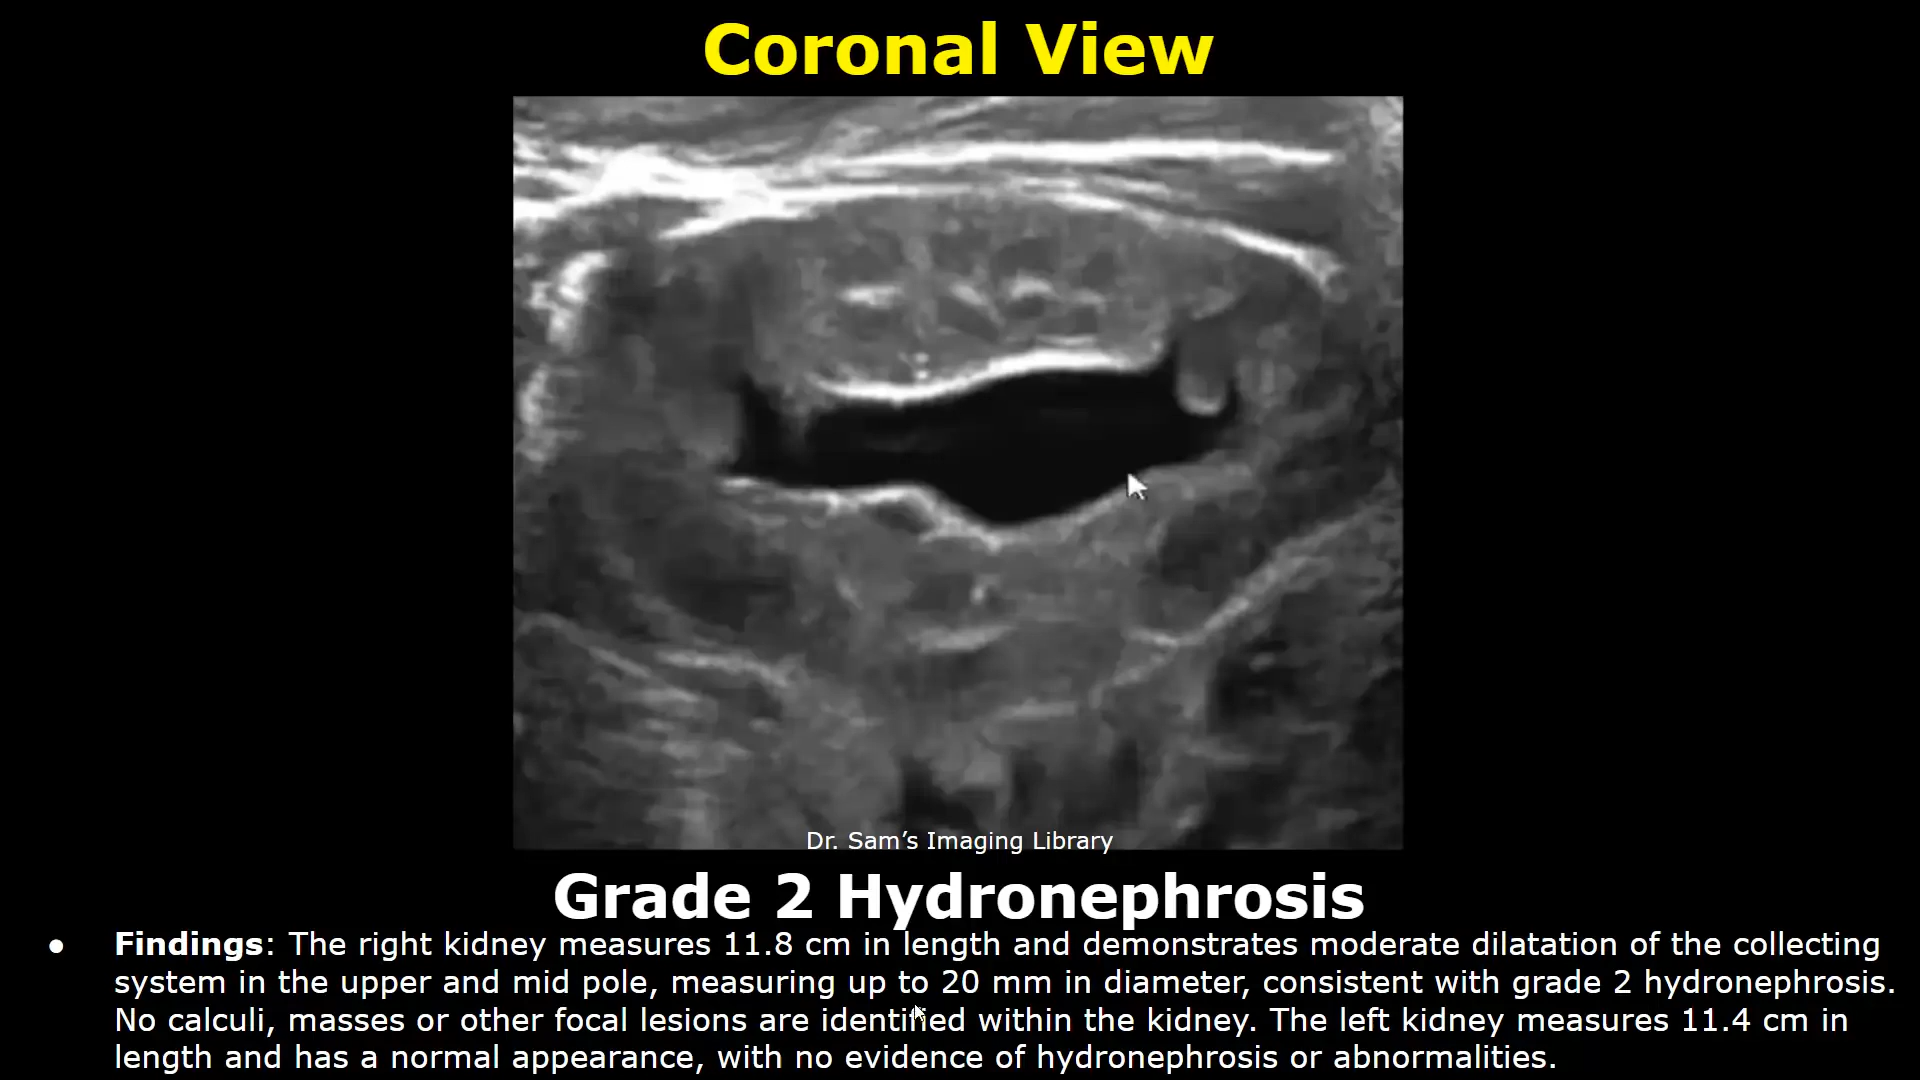 Coronal View
Dr. Sam’s Imaging Library
Grade 2 Hydronephrosis
● Findings: The right kidney measures 11.8 cm in length and demonstrates moderate dilatation of the collecting
system in the upper and mid pole, measuring up to 20 mm in diameter, consistent with grade 2 hydronephrosis.
No calculi, masses or other focal lesions are identified within the kidney. The left kidney measures 11.4 cm in
length and has a normal appearance, with no evidence of hydronephrosis or abnormalities.